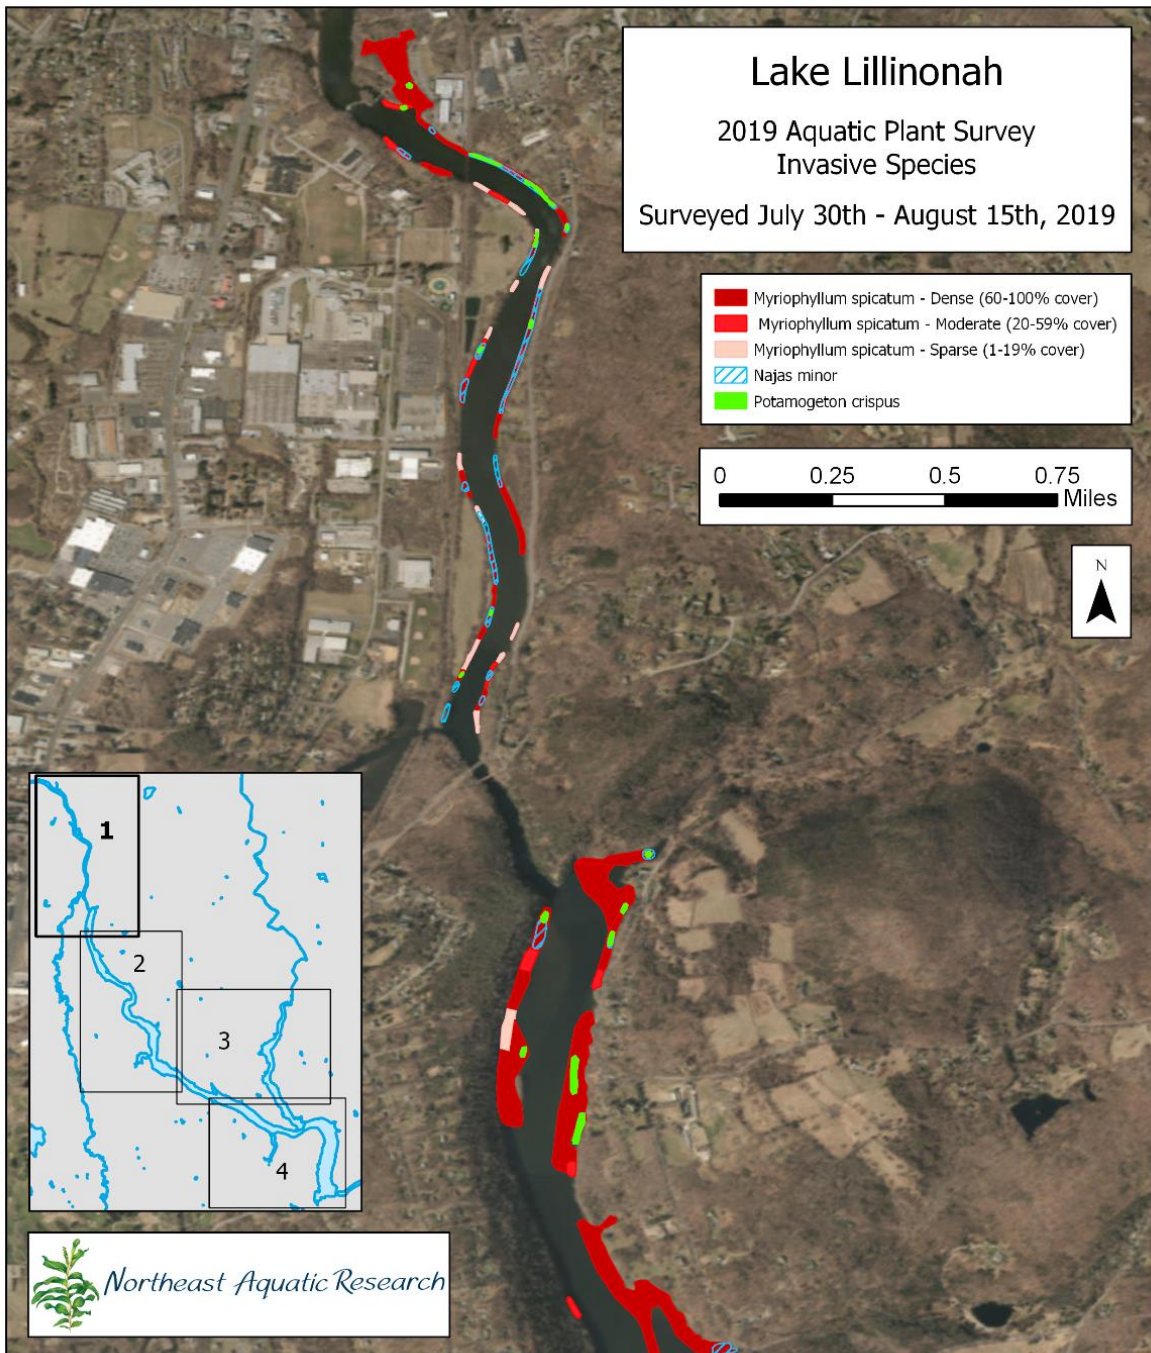 Lake Lillinonah
2019 Aquatic Plant Survey
Invasive Species
Surveyed July 30th - August 15th, 2019
Myriophyllum spicatum - Dense (60-100% cover)
Myriophyllum spicatum - Moderate (20-59% cover)
Myriophyllum spicatum - Sparse (1-19% cover)
Najas minor
Potamogeton crispus
0 0.25 0.5 0.75
Miles
N
1
2
3
4
Northeast Aquatic Research